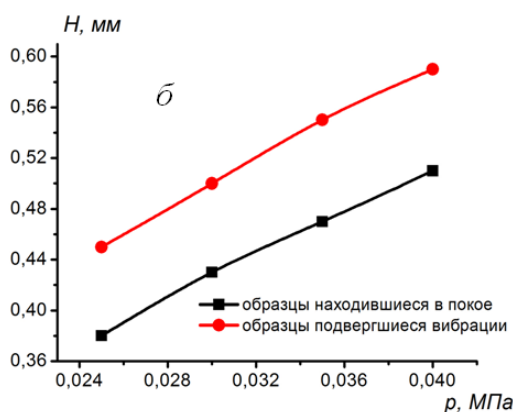 H, мм
0,60
б
0,56
0,52
0,48
0,44
0,40
образцы находившиеся в покое
образцы подвергшиеся вибрации
0,36
0,024 0,028 0,032 0,036 0,040
p, МПа